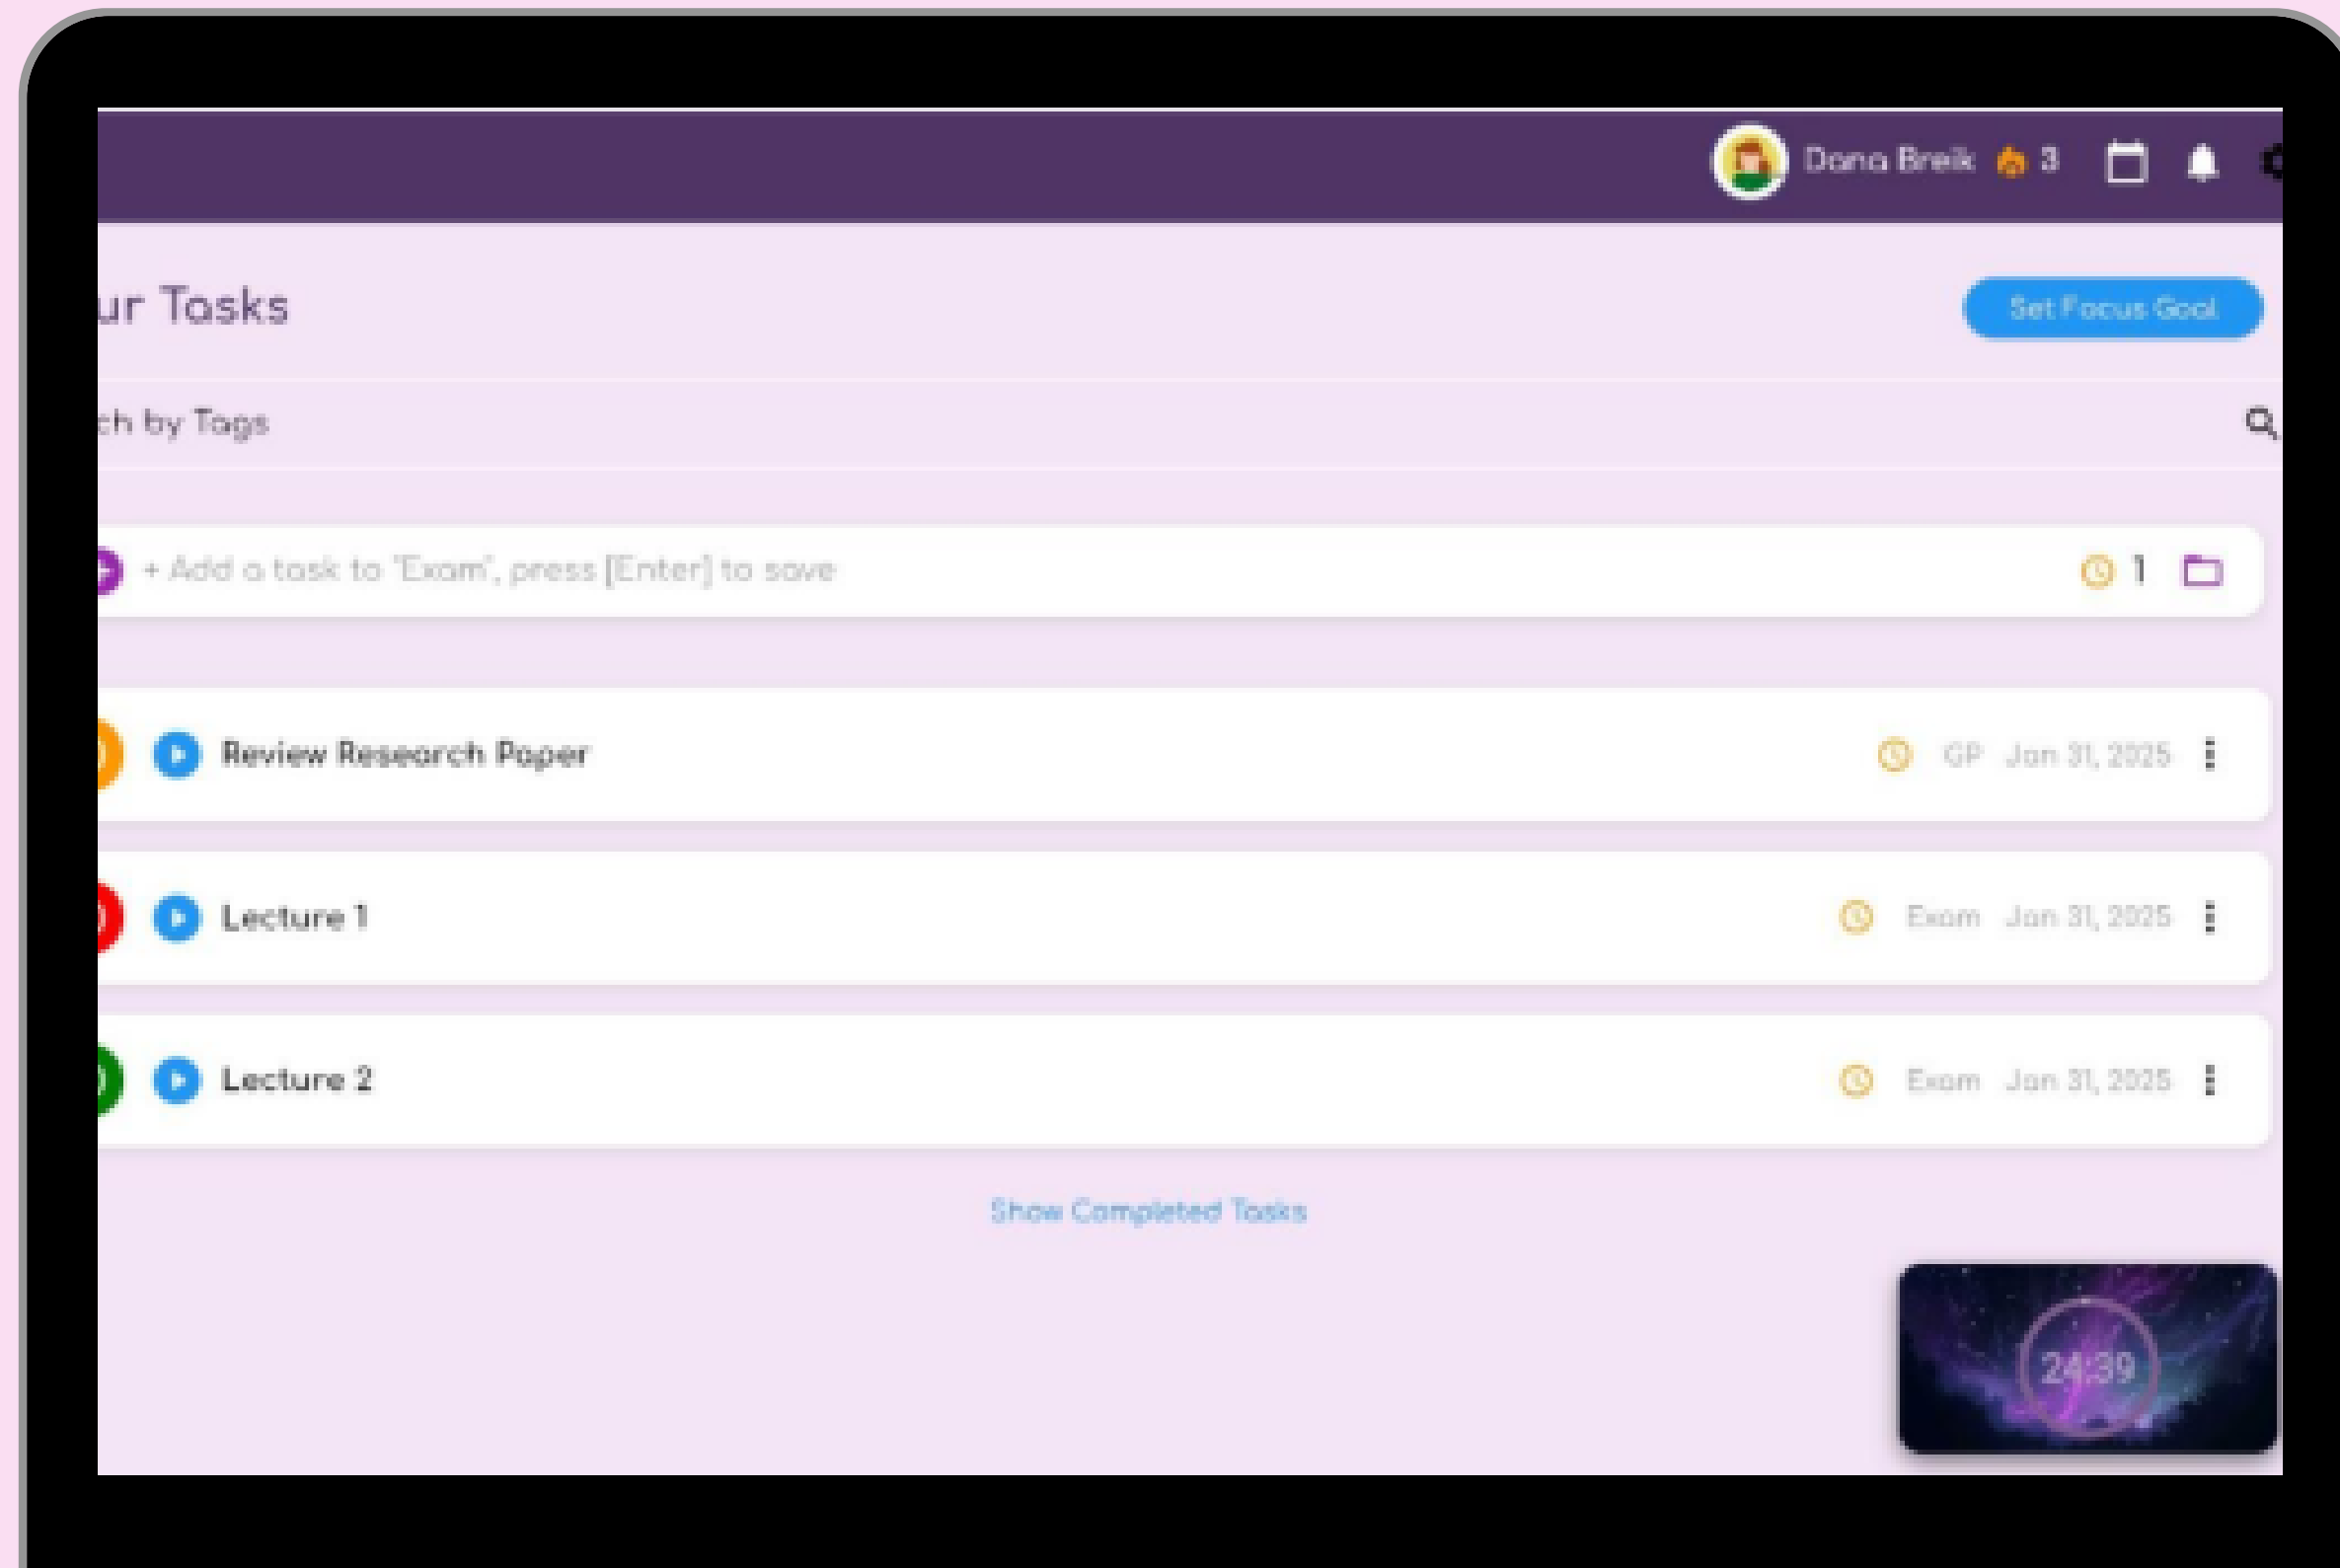 Dana Breik 3
ur Tasks
Set Focus Goal
ch by Tags
+ Add a task to "Exam", press [Enter] to save 1
Review Research Paper GP Jan 31, 2025
Lecture 1 Exam Jan 31, 2025
Lecture 2 Exam Jan 31, 2025
Show Completed Tasks
24:39